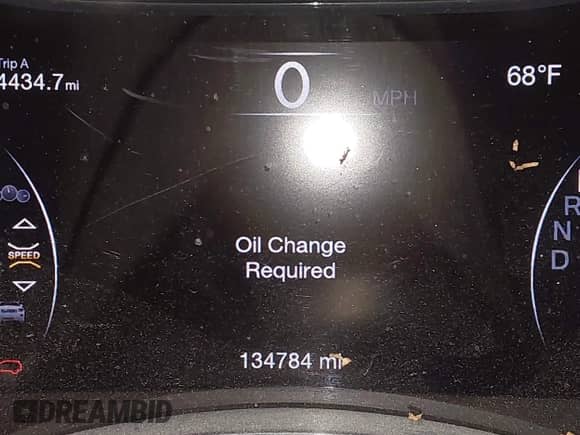 Trip A
4434.7 mi
0
MPH
68°F
SPEED
R
N
D
Oil Change
Required
134784 mi
DREAMBID